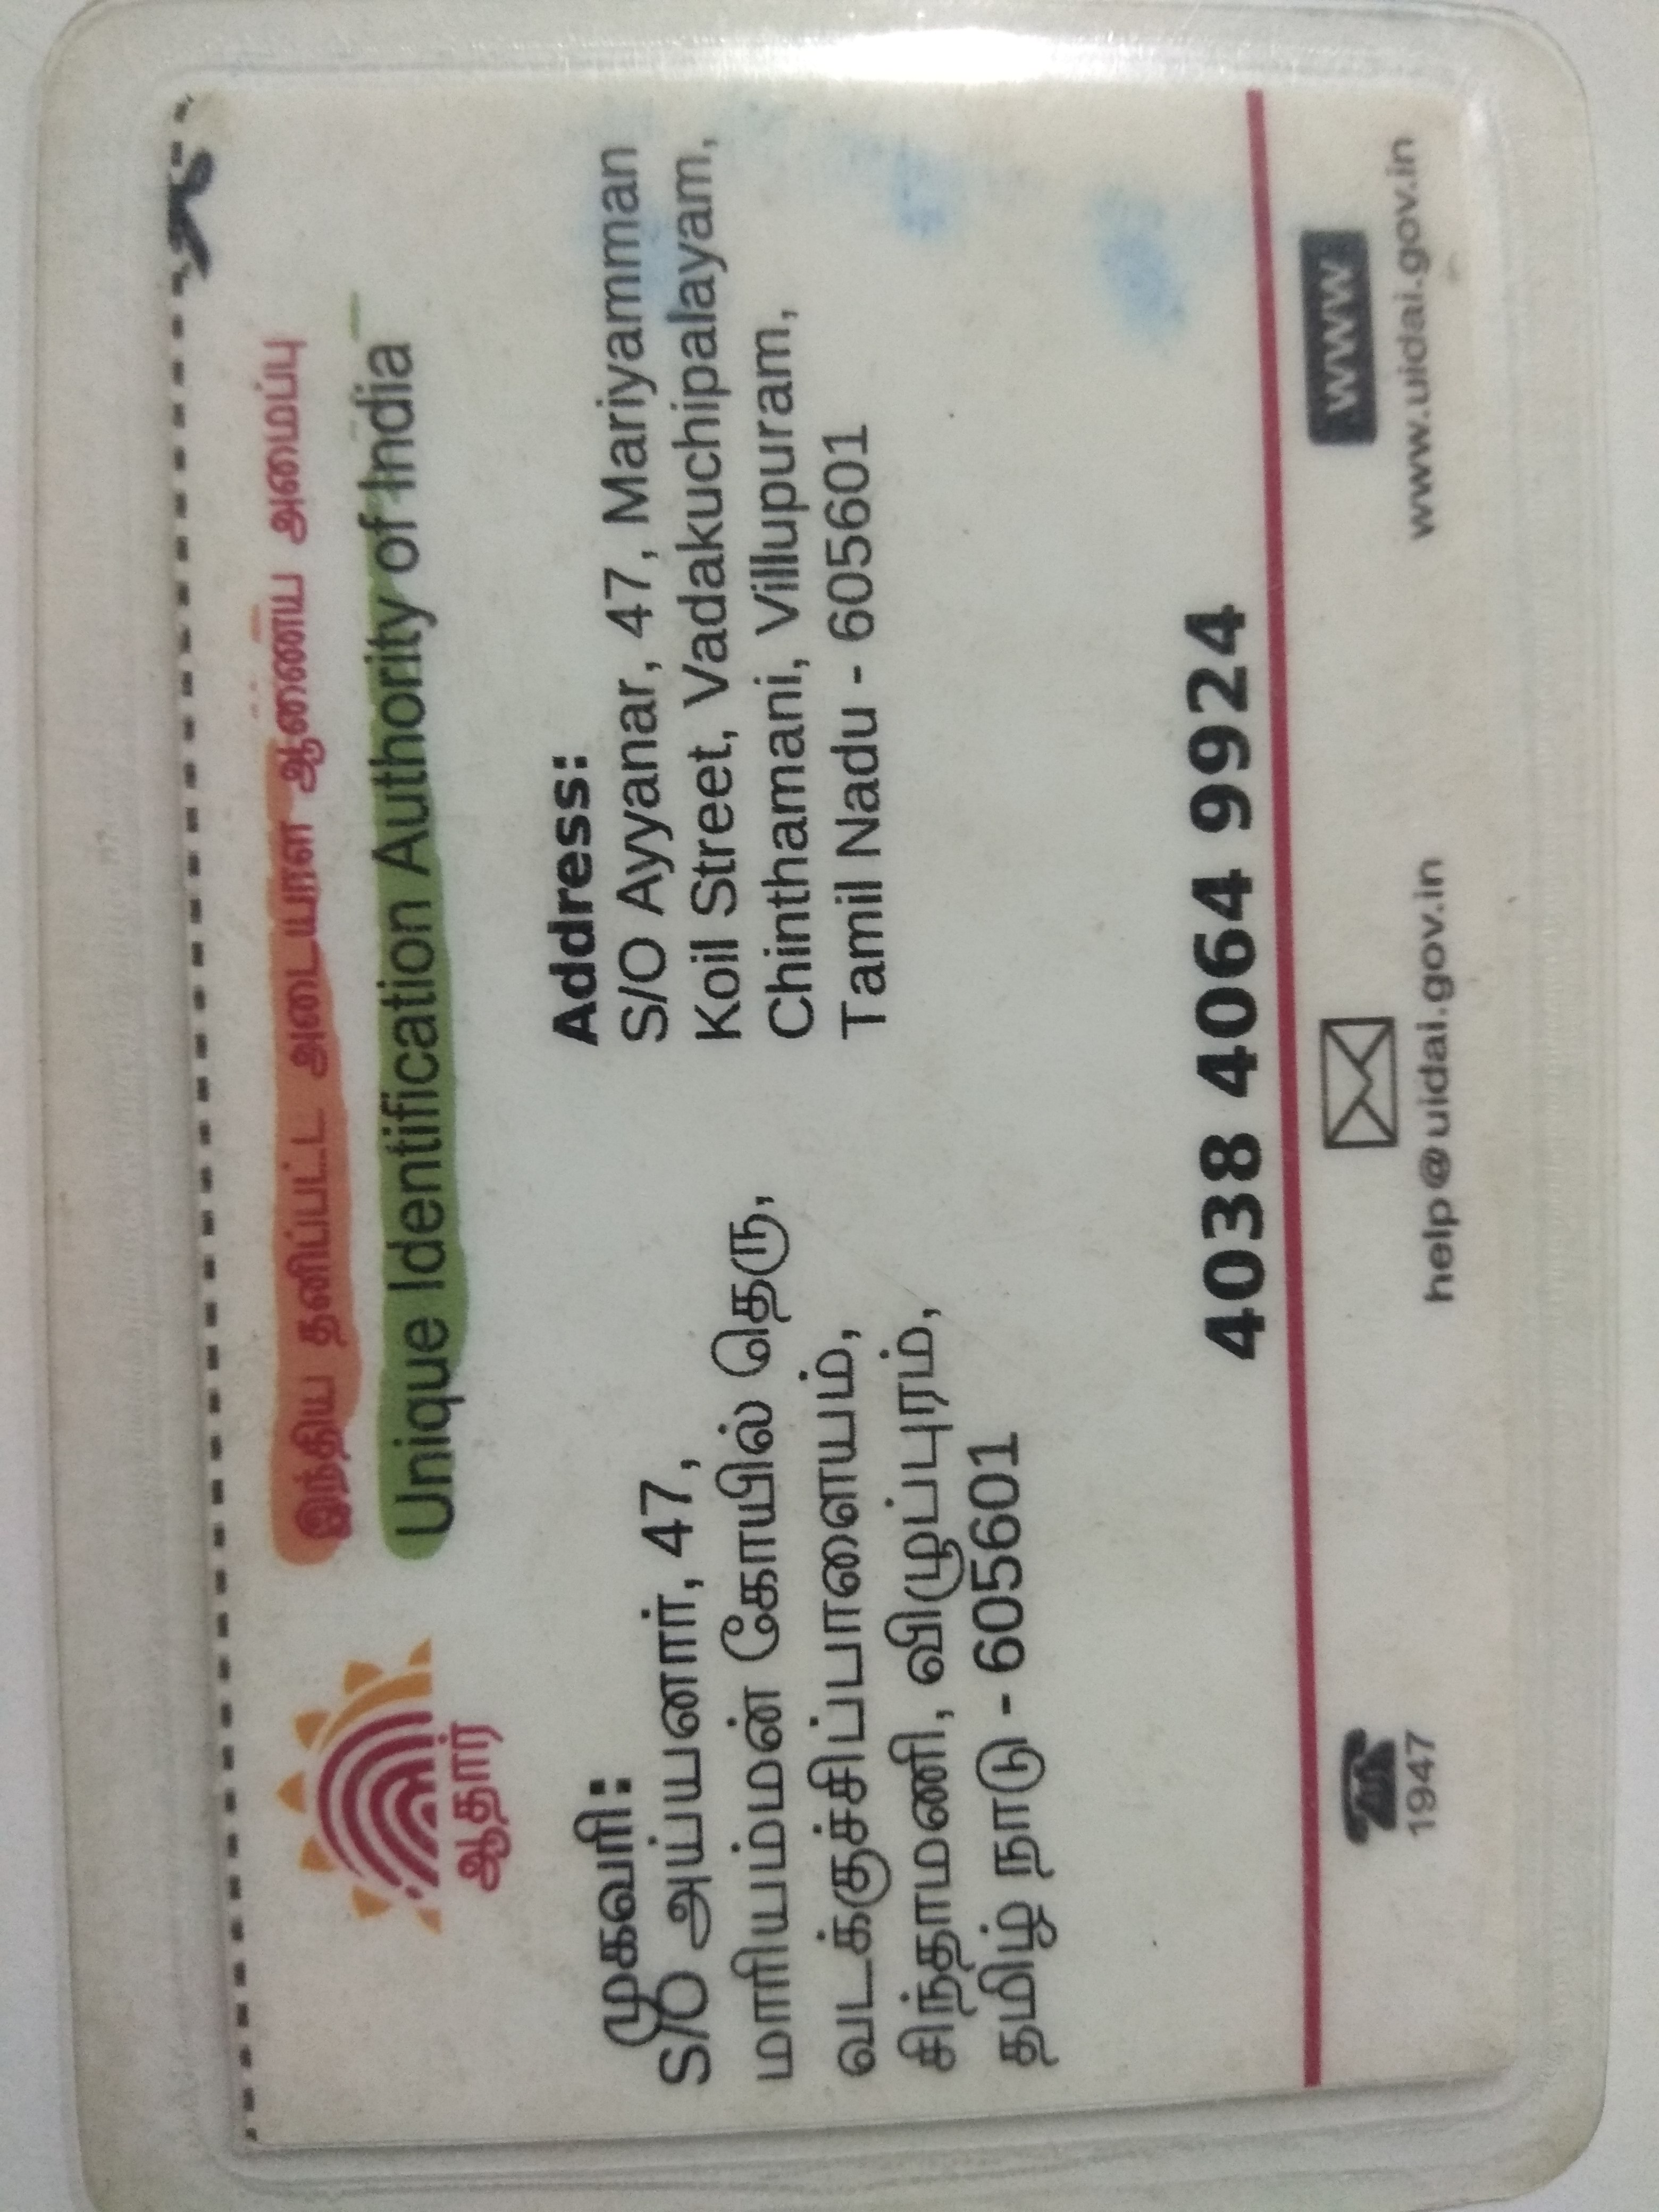 இந்திய தனிப்பட்ட அடையாள ஆணைய அமைப்பு
Unique Identification Authority of India
ஆதார்
முகவரி:
S/O அய்யனார், 47,
மாரியம்மன் கோயில் தெரு,
வடக்குச்சிப்பாளையம்,
சிந்தாமணி, விழுப்புரம்,
தமிழ் நாடு - 605601
Address:
S/O Ayyanar, 47, Mariyamman
Koil Street, Vadakuchipalayam,
Chinthamani, Villupuram,
Tamil Nadu - 605601
4038 4064 9924
1947
help@uidai.gov.in
WWW
www.uidai.gov.in